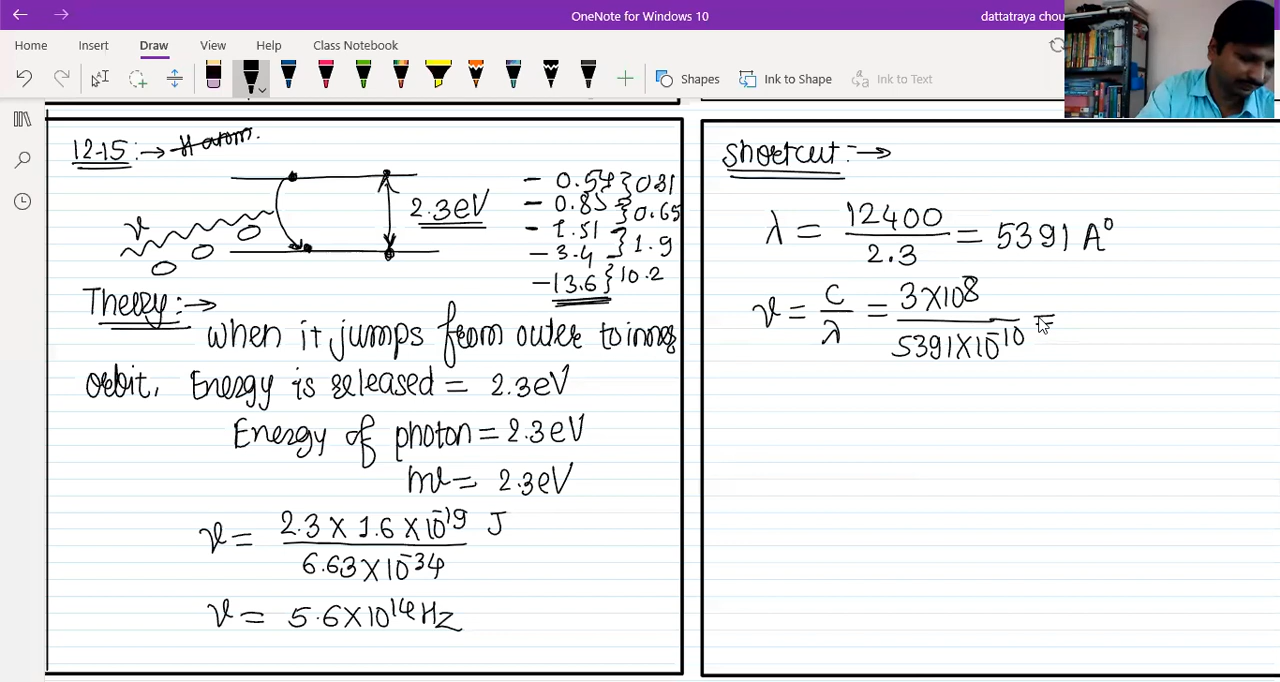 OneNote for Windows 10
dattatraya chou
Home Insert Draw View Help Class Notebook
Shapes Ink to Shape Ink to Text
12-15:→ H atom.
ν
2.3eV
- 0.54 } 0.31
- 0.85 } 0.65
- 1.51 } 1.9
- 3.4 } 10.2
- 13.6
Theory:→
when it jumps from outer to inner
orbit, Energy is released = 2.3eV
Energy of photon = 2.3eV
hν = 2.3eV
ν = 2.3 X 1.6 X 10⁻¹⁹ J / 6.63 X 10⁻³⁴
ν = 5.6 X 10¹⁴ Hz
Shortcut:→
λ = 12400 / 2.3 = 5391 A⁰
ν = C / λ = 3 X 10⁸ / 5391 X 10⁻¹⁰ =